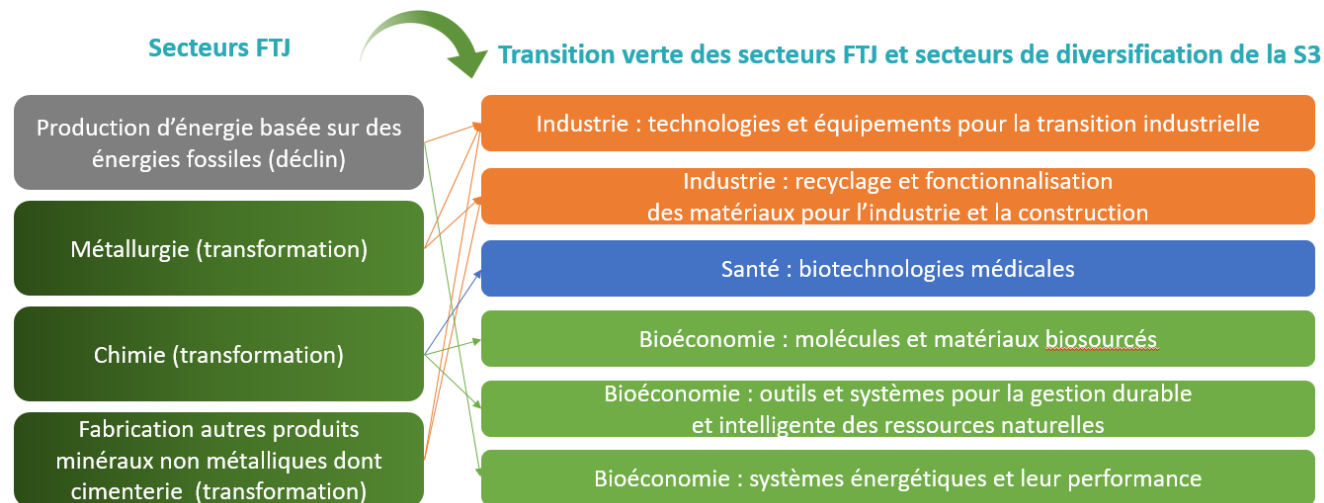 Secteurs FTJ
Transition verte des secteurs FTJ et secteurs de diversification de la S3
Production d’énergie basée sur des
énergies fossiles (déclin)
Métallurgie (transformation)
Chimie (transformation)
Fabrication autres produits
minéraux non métalliques dont
cimenterie (transformation)
Industrie : technologies et équipements pour la transition industrielle
Industrie : recyclage et fonctionnalisation
des matériaux pour l’industrie et la construction
Santé : biotechnologies médicales
Bioéconomie : molécules et matériaux biosourcés
Bioéconomie : outils et systèmes pour la gestion durable
et intelligente des ressources naturelles
Bioéconomie : systèmes énergétiques et leur performance